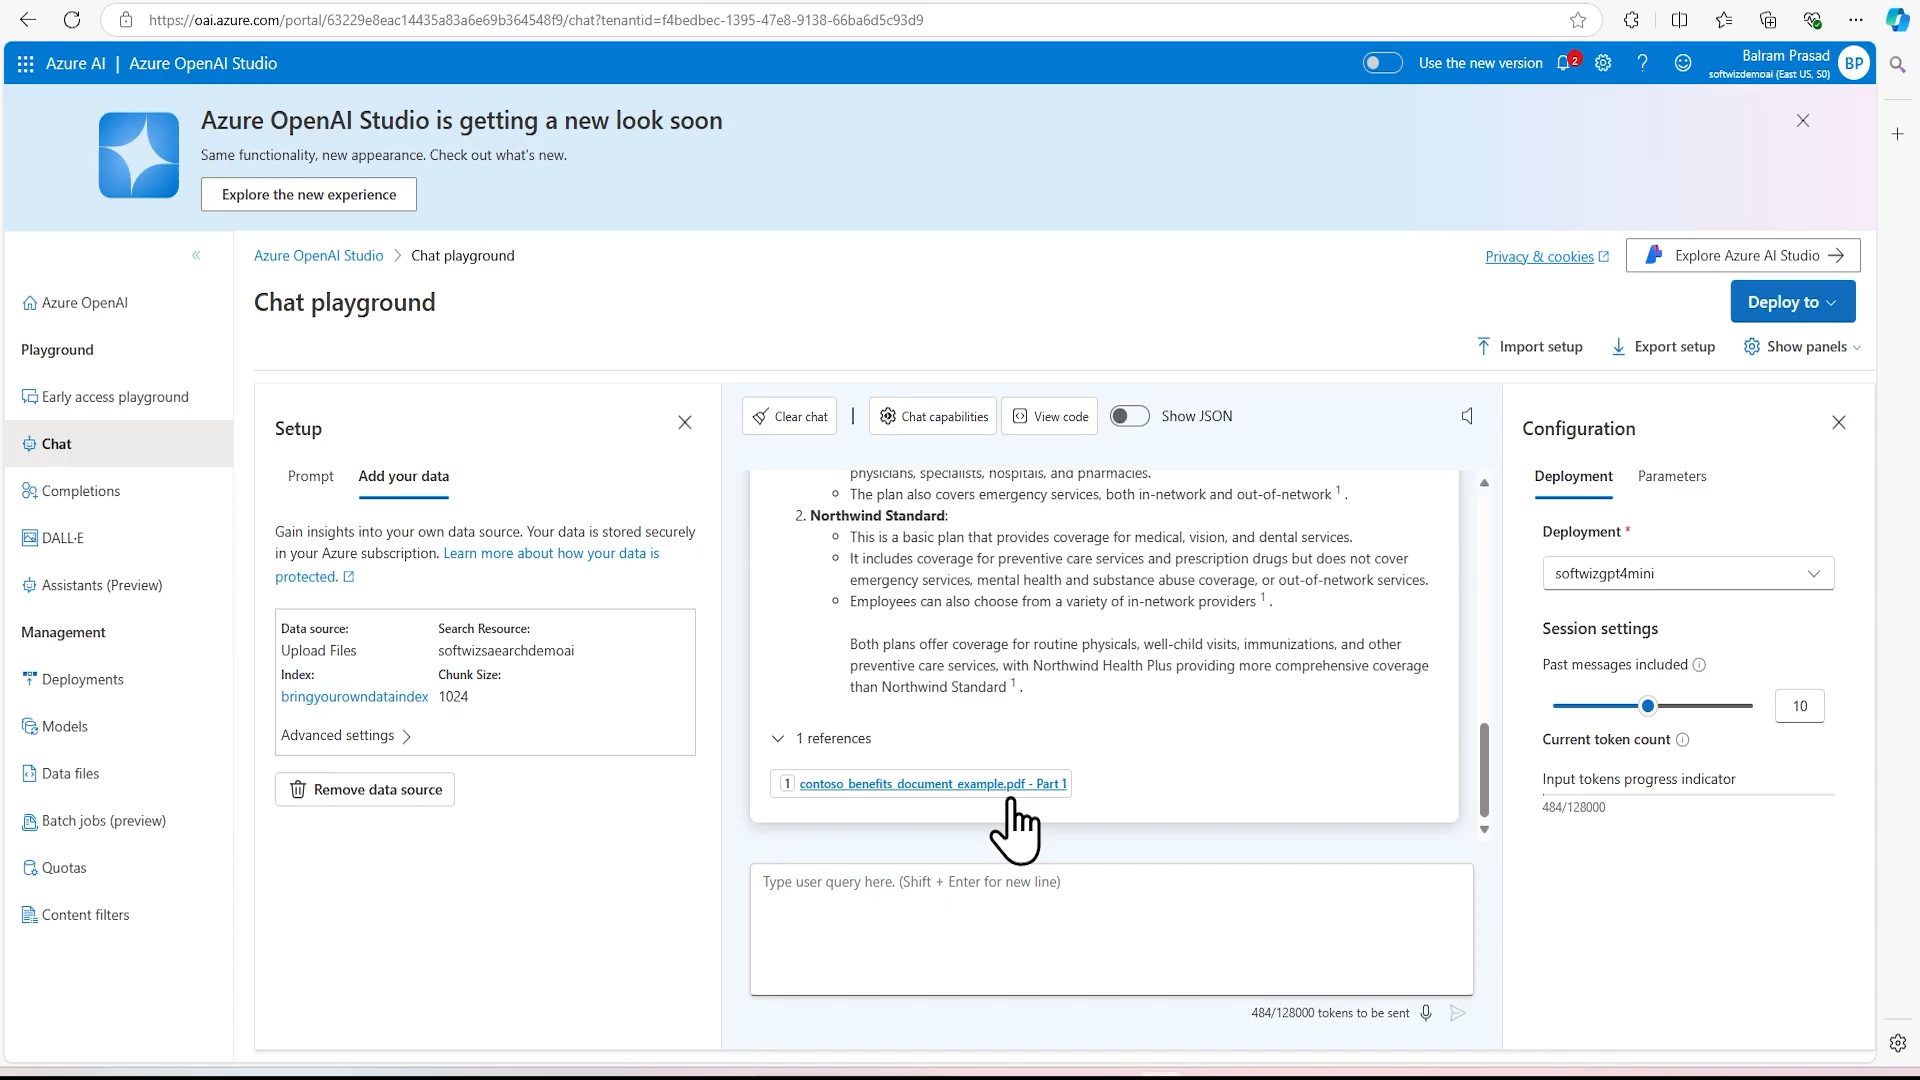 https://oai.azure.com/portal/63229e8eac14435a83a6e69b364548f9/chat?tenantid=f4bedbec-1395-47e8-9138-66ba6d5c93d9
Azure AI | Azure OpenAI Studio
Use the new version
2
Balram Prasad
softwizdemoai (East US, S0)
BP
Azure OpenAI Studio is getting a new look soon
Same functionality, new appearance. Check out what's new.
Explore the new experience
Azure OpenAI Studio > Chat playground
Privacy & cookies
Explore Azure AI Studio
Chat playground
Deploy to
Import setup
Export setup
Show panels
Azure OpenAI
Playground
Early access playground
Chat
Completions
DALL·E
Assistants (Preview)
Management
Deployments
Models
Data files
Batch jobs (preview)
Quotas
Content filters
Setup
Prompt
Add your data
Gain insights into your own data source. Your data is stored securely
in your Azure subscription. Learn more about how your data is
protected.
Data source:
Upload Files
Search Resource:
softwizsaearchdemoai
Index:
bringyourowndataindex
Chunk Size:
1024
Advanced settings
Remove data source
Clear chat
Chat capabilities
View code
Show JSON
physicians, specialists, hospitals, and pharmacies.
The plan also covers emergency services, both in-network and out-of-network 1 .
2. Northwind Standard:
This is a basic plan that provides coverage for medical, vision, and dental services.
It includes coverage for preventive care services and prescription drugs but does not cover
emergency services, mental health and substance abuse coverage, or out-of-network services.
Employees can also choose from a variety of in-network providers 1 .
Both plans offer coverage for routine physicals, well-child visits, immunizations, and other
preventive care services, with Northwind Health Plus providing more comprehensive coverage
than Northwind Standard 1 .
1 references
1 contoso_benefits_document_example.pdf - Part 1
Type user query here. (Shift + Enter for new line)
484/128000 tokens to be sent
Configuration
Deployment
Parameters
Deployment *
softwizgpt4mini
Session settings
Past messages included
10
Current token count
Input tokens progress indicator
484/128000